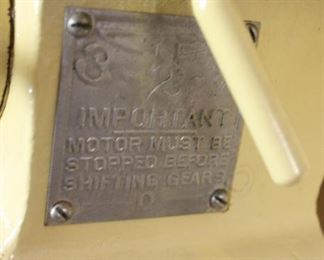 IMPORTANT
MOTOR MUST BE
STOPPED BEFORE
SHIFTING GEARS